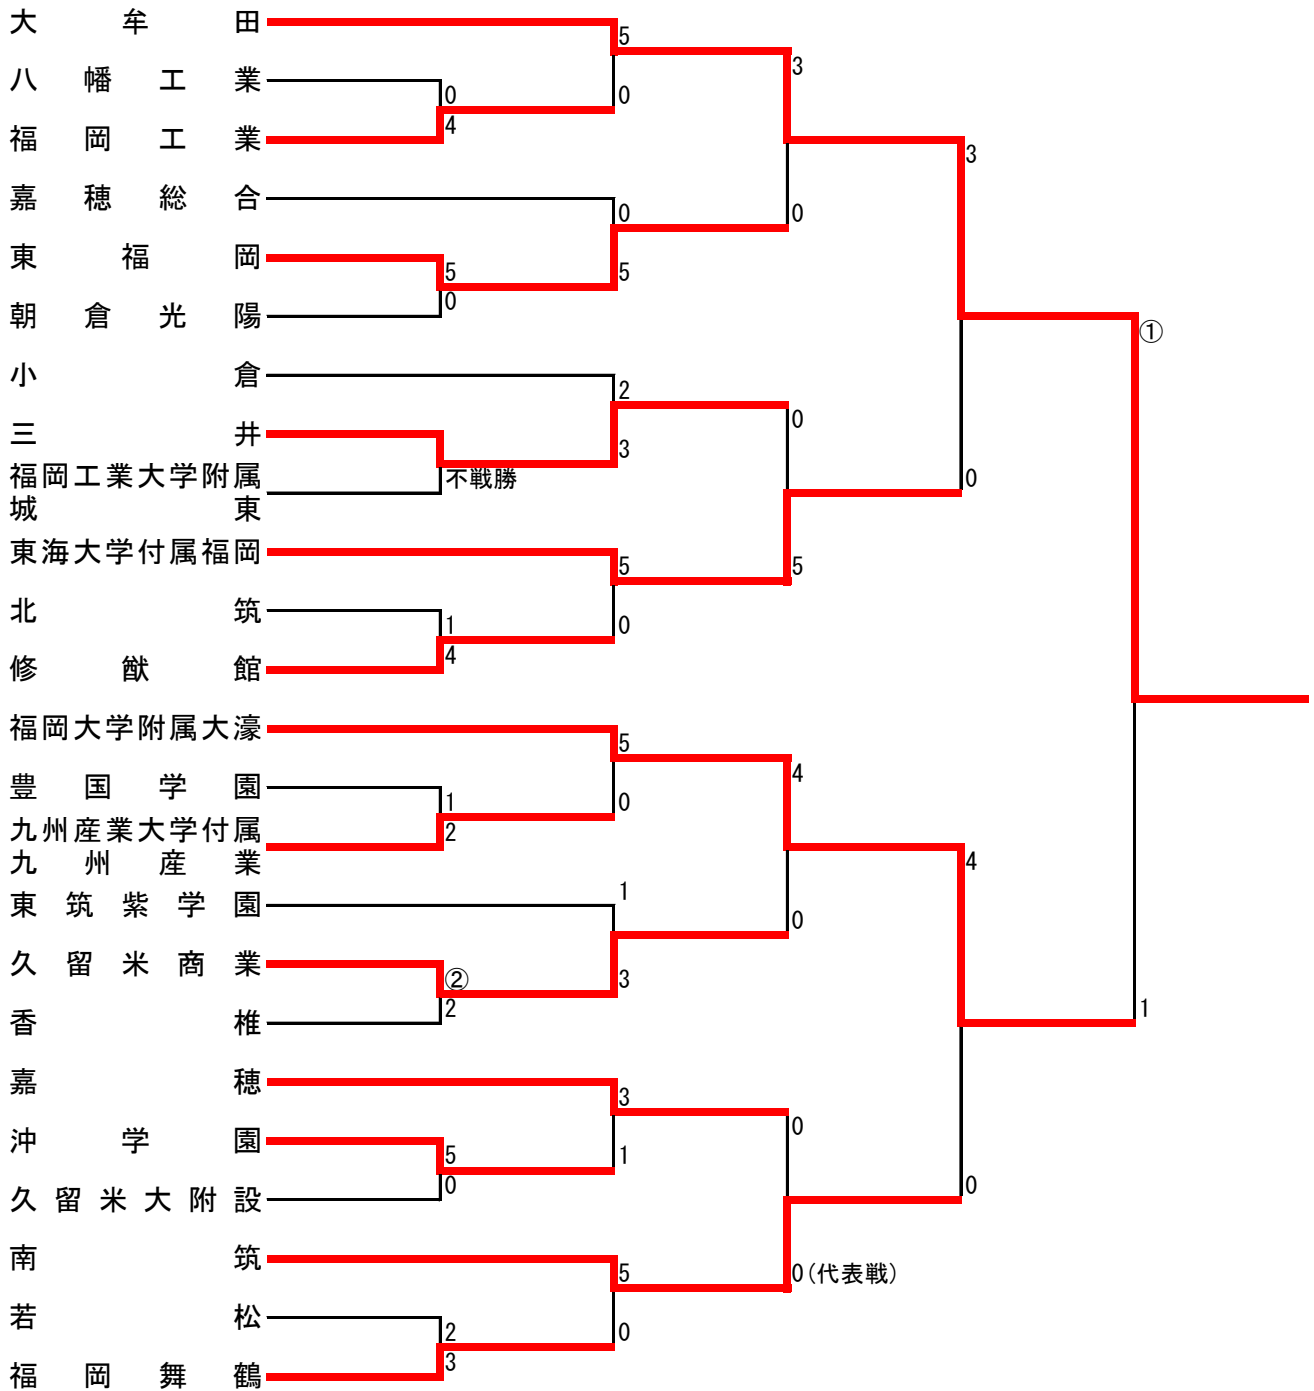 大牟田
5
3
八幡工業
0
0
4
福岡工業
3
嘉穂総合
0
0
東福岡
5
5
0
朝倉光陽
①
小倉
2
0
三井
3
福岡工業大学附属
城東
不戦勝
0
東海大学付属福岡
5
5
北筑
1
0
4
修猷館
福岡大学附属大濠
5
4
豊国学園
1
0
九州産業大学付属
九州産業
2
4
東筑紫学園
1
0
久留米商業
②
3
2
香椎
1
嘉穂
3
0
沖学園
5
1
0
久留米大附設
0
南筑
5
0(代表戦)
若松
2
0
3
福岡舞鶴